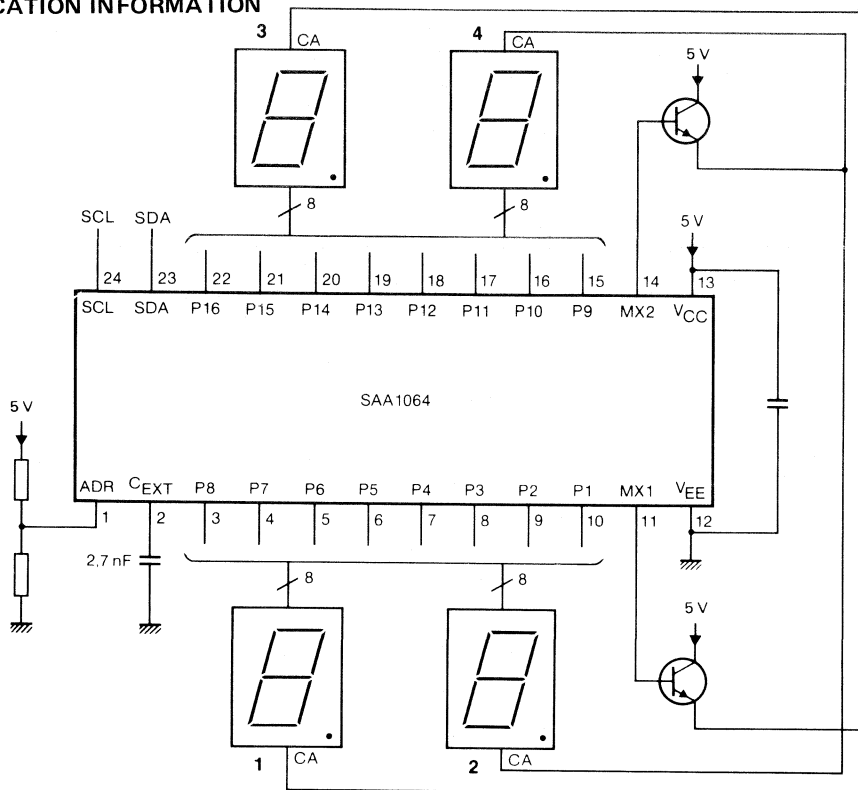 CATION INFORMATION
3 CA
4 CA
5 V
8
8
5 V
SCL SDA
24 23 22 21 20 19 18 17 16 15 14 13
SCL SDA P16 P15 P14 P13 P12 P11 P10 P9 MX2 VCC
SAA1064
5 V
ADR CEXT P8 P7 P6 P5 P4 P3 P2 P1 MX1 VEE
1 2 3 4 5 6 7 8 9 10 11 12
2,7 nF
8
8
5 V
1 CA
2 CA